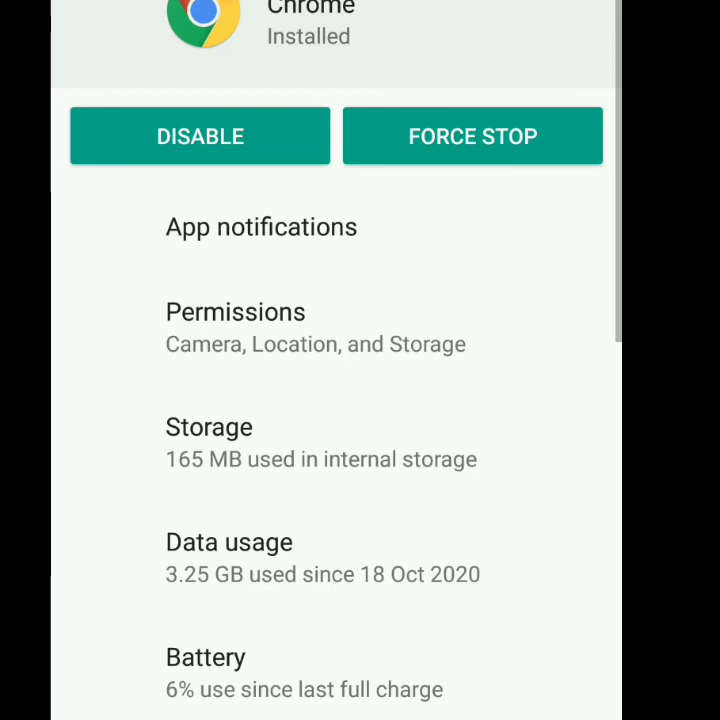 Chrome
Installed
DISABLE
FORCE STOP
App notifications
Permissions
Camera, Location, and Storage
Storage
165 MB used in internal storage
Data usage
3.25 GB used since 18 Oct 2020
Battery
6% use since last full charge